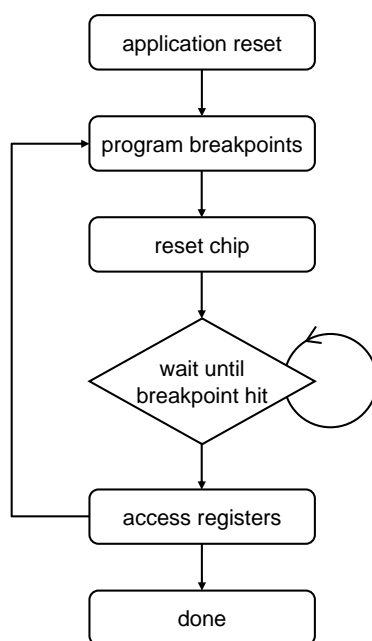 application reset
program breakpoints
reset chip
wait until
breakpoint hit
access registers
done